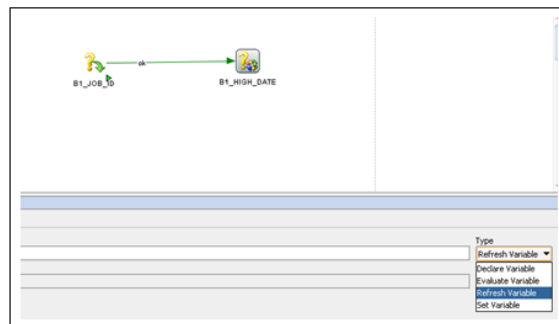 ok
B1_JOB_ID
B1_HIGH_DATE
Type
Refresh Variable
Declare Variable
Evaluate Variable
Refresh Variable
Set Variable